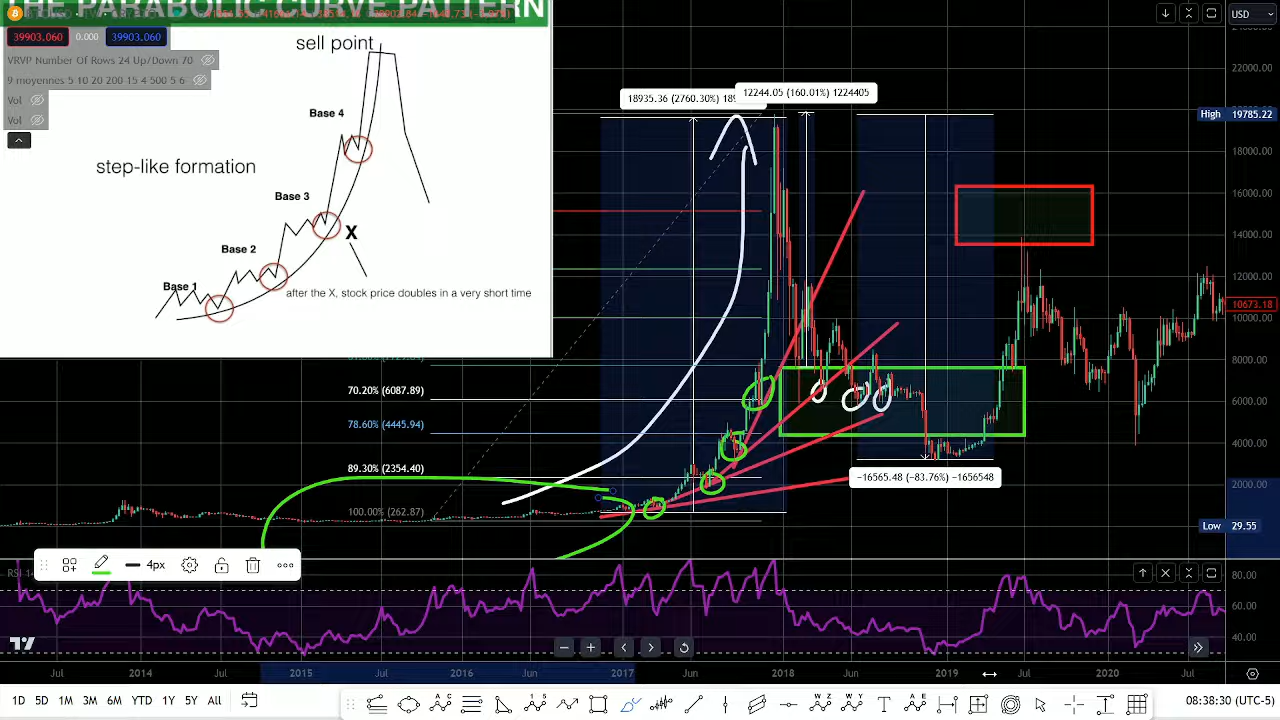 THE PARABOLIC CURVE PATTERN
USD
39903.060 0.000 39903.060
VRVP Number Of Rows 24 Up/Down 70
9 moyennes 5 10 20 200 15 4 500 5 6
Vol
Vol
sell point
Base 4
step-like formation
Base 3
X
Base 2
Base 1
after the X, stock price doubles in a very short time
18935.36 (2760.30%)
12244.05 (160.01%) 1224405
−16565.48 (−83.76%) −1656548
70.20% (6087.89)
78.60% (4445.94)
89.30% (2354.40)
100.00% (262.87)
24000.00
22000.00
High 19785.22
18000.00
16000.00
14000.00
12000.00
10673.18
10000.00
8000.00
6000.00
4000.00
2000.00
Low 29.55
4px
RSI
80.00
60.00
40.00
Jul 2014 Jul 2015 Jul 2016 Jul 2017 Jun 2018 Jun 2019 Jul 2020 Jul
1D 5D 1M 3M 6M YTD 1Y 5Y All
08:38:30 (UTC-5)